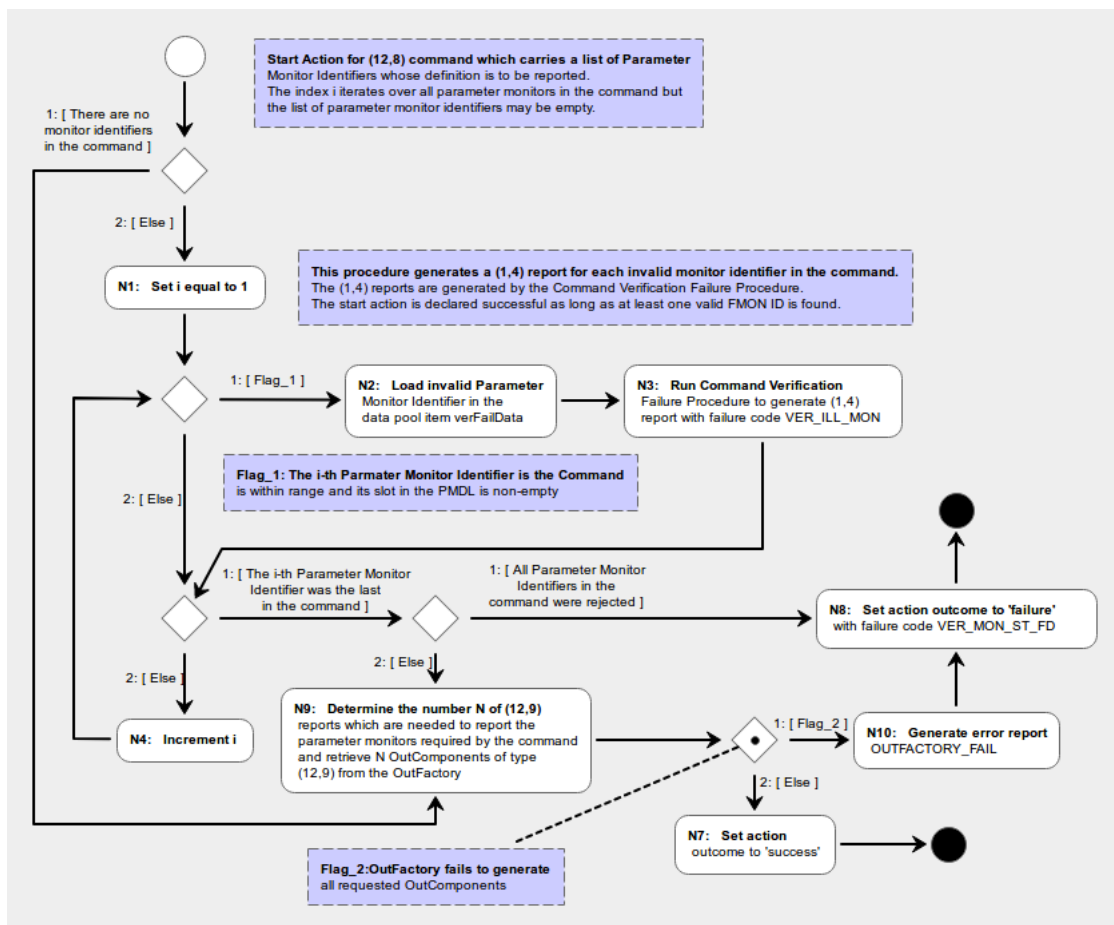 Start Action for (12,8) command which carries a list of Parameter
Monitor Identifiers whose definition is to be reported.
The index i iterates over all parameter monitors in the command but
the list of parameter monitor identifiers may be empty.
1: [ There are no
monitor identifiers
in the command ]
2: [ Else ]
N1: Set i equal to 1
This procedure generates a (1,4) report for each invalid monitor identifier in the command.
The (1,4) reports are generated by the Command Verification Failure Procedure.
The start action is declared successful as long as at least one valid FMON ID is found.
1: [ Flag_1 ]
N2: Load invalid Parameter
Monitor Identifier in the
data pool item verFailData
N3: Run Command Verification
Failure Procedure to generate (1,4)
report with failure code VER_ILL_MON
Flag_1: The i-th Parmater Monitor Identifier is the Command
is within range and its slot in the PMDL is non-empty
2: [ Else ]
1: [ The i-th Parameter Monitor
Identifier was the last
in the command ]
1: [ All Parameter Monitor
Identifiers in the
command were rejected ]
N8: Set action outcome to 'failure'
with failure code VER_MON_ST_FD
2: [ Else ]
2: [ Else ]
N4: Increment i
N9: Determine the number N of (12,9)
reports which are needed to report the
parameter monitors required by the command
and retrieve N OutComponents of type
(12,9) from the OutFactory
1: [ Flag_2 ]
N10: Generate error report
OUTFACTORY_FAIL
2: [ Else ]
N7: Set action
outcome to 'success'
Flag_2:OutFactory fails to generate
all requested OutComponents